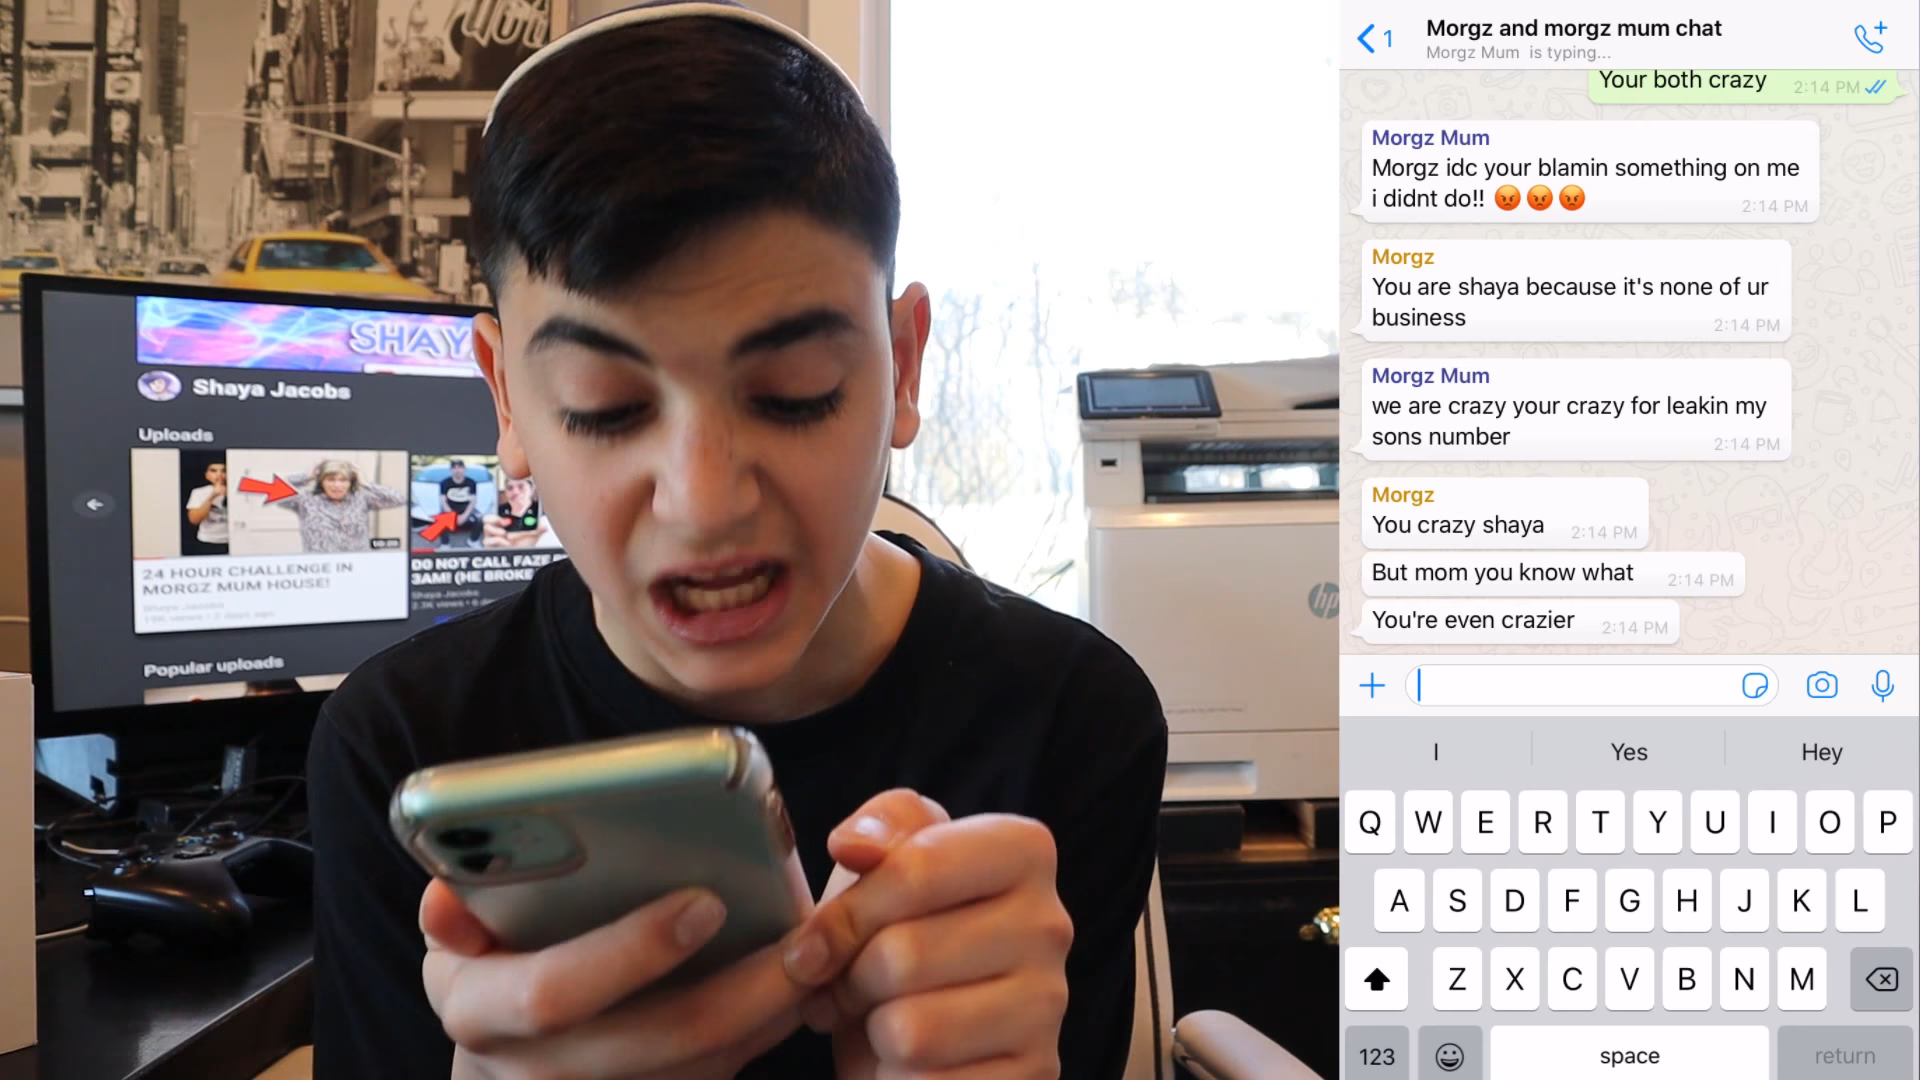 SHAY
Shaya Jacobs
Uploads
24 HOUR CHALLENGE IN
MORGZ MUM HOUSE!
Shaya Jacobs
DO NOT CALL FAZE
3AM! (HE BROKE
Shaya Jacobs
Popular uploads
hp
1
Morgz and morgz mum chat
Morgz Mum is typing...
Your both crazy
2:14 PM
Morgz Mum
Morgz idc your blamin something on me
i didnt do!! 😡 😡 😡
2:14 PM
Morgz
You are shaya because it's none of ur
business
2:14 PM
Morgz Mum
we are crazy your crazy for leakin my
sons number
2:14 PM
Morgz
You crazy shaya
2:14 PM
But mom you know what
2:14 PM
You're even crazier
2:14 PM
I Yes Hey
Q W E R T Y U I O P
A S D F G H J K L
Z X C V B N M
123 space return